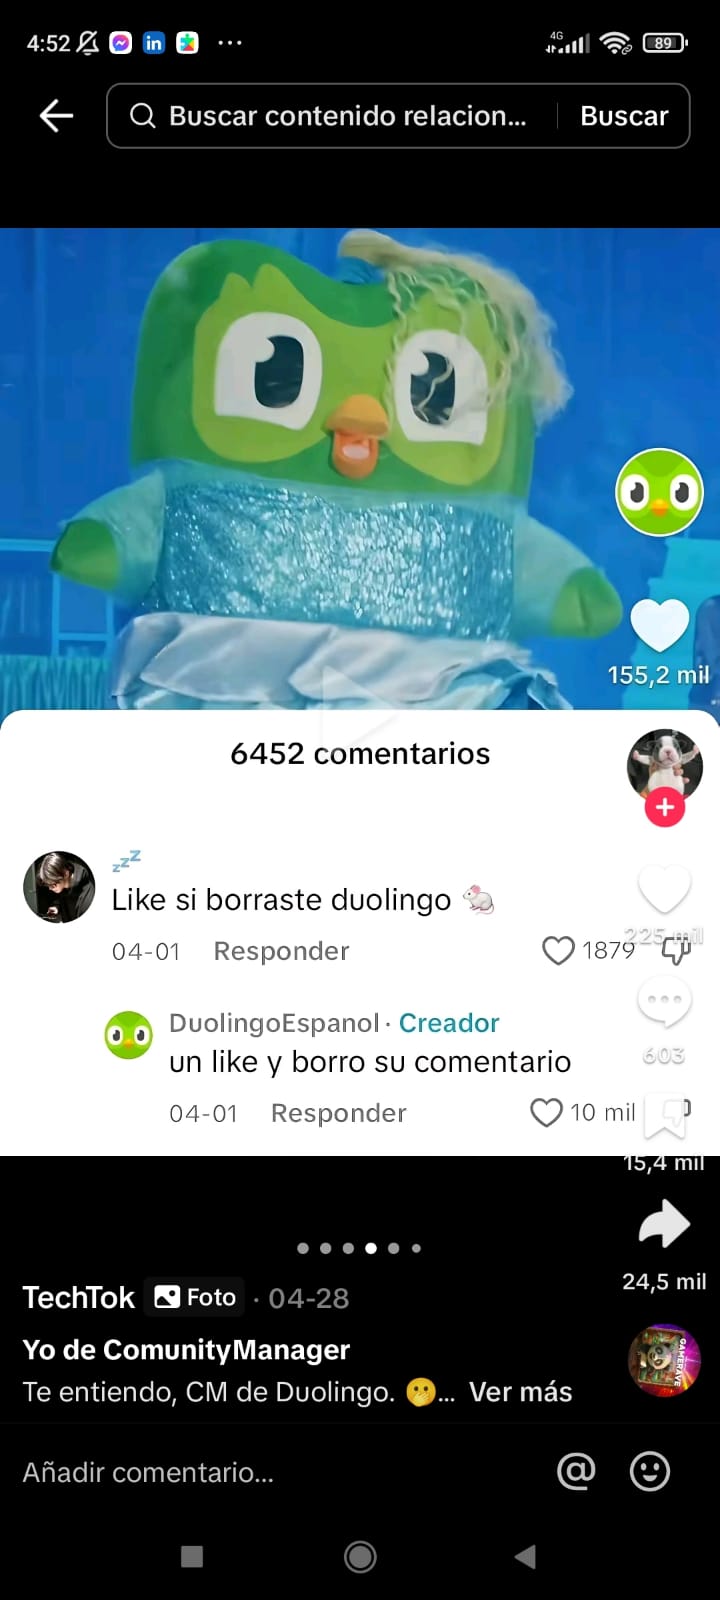 4:52
4G
89
Buscar contenido relacion...
Buscar
155,2 mil
6452 comentarios
zzz
Like si borraste duolingo 🐁
04-01 Responder 1879
225 mil
DuolingoEspanol · Creador
un like y borro su comentario
603
04-01 Responder 10 mil
15,4 mil
24,5 mil
TechTok Foto · 04-28
Yo de ComunityManager
Te entiendo, CM de Duolingo. 🤭... Ver más
GAMERAVE
Añadir comentario...